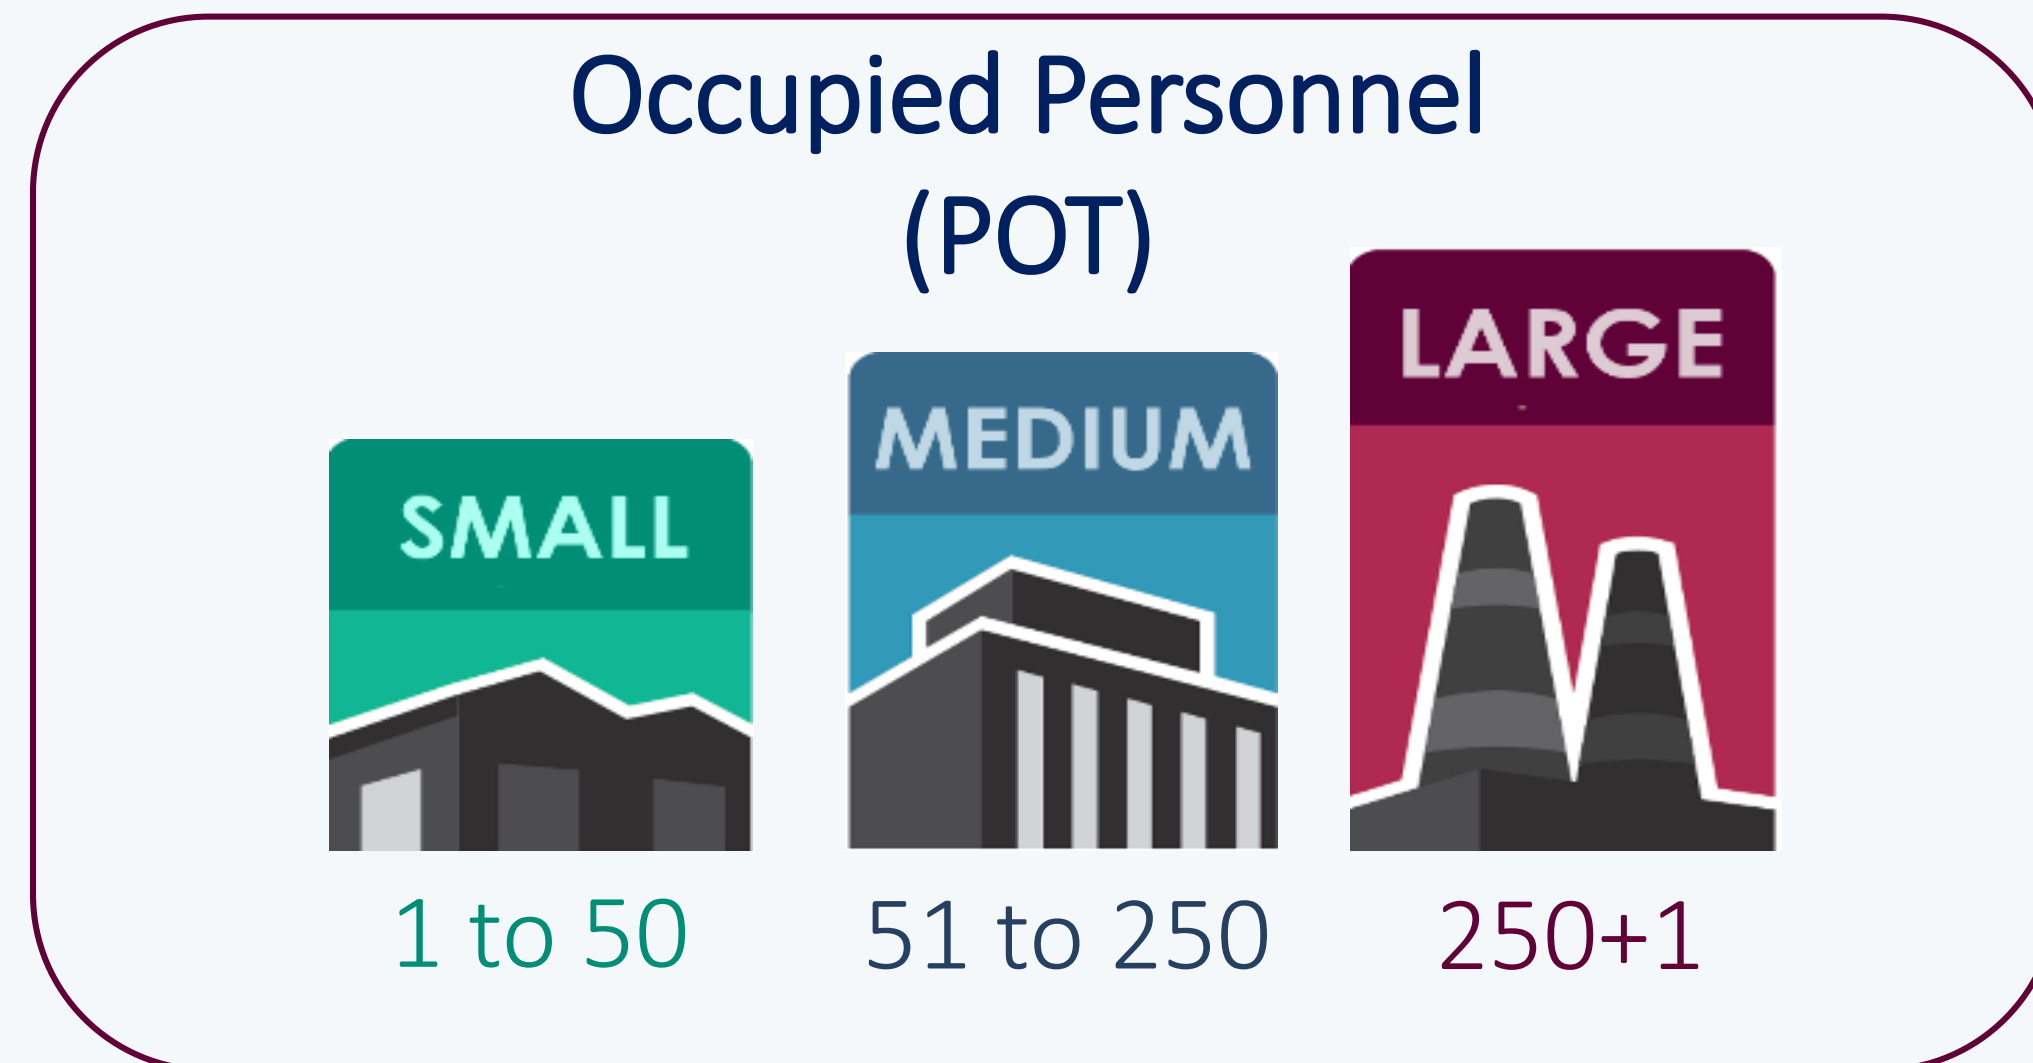 Occupied Personnel
(POT)
SMALL
MEDIUM
LARGE
1 to 50
51 to 250
250+1